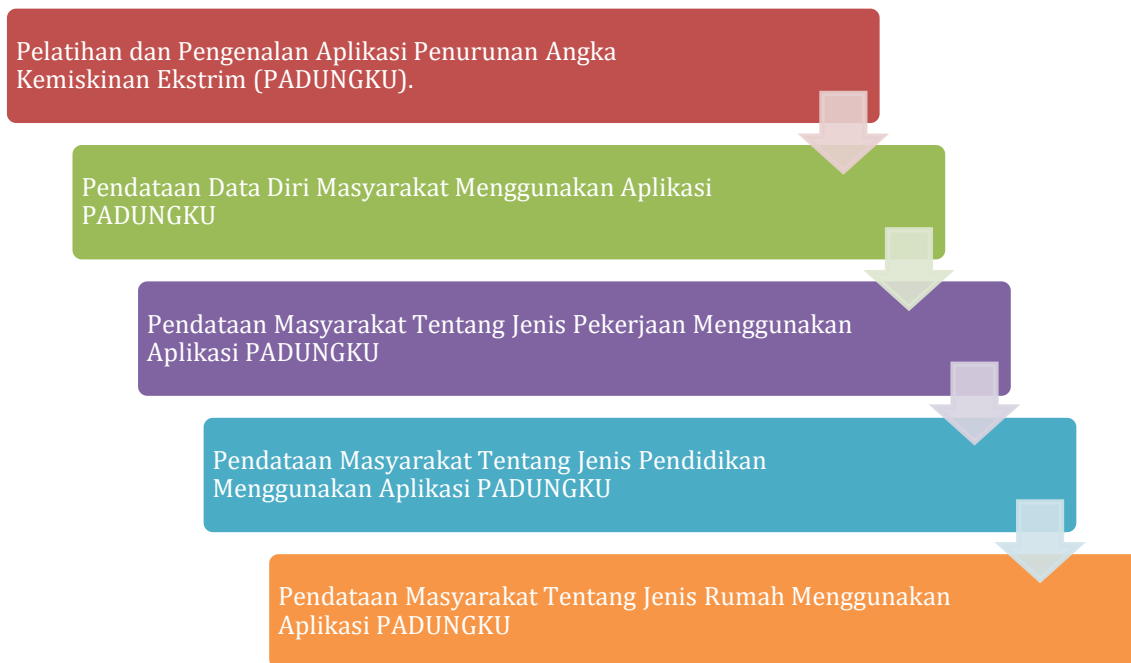 Pelatihan dan Pengenalan Aplikasi Penurunan Angka
Kemiskinan Ekstrim (PADUNGKU).
Pendataan Data Diri Masyarakat Menggunakan Aplikasi
PADUNGKU
Pendataan Masyarakat Tentang Jenis Pekerjaan Menggunakan
Aplikasi PADUNGKU
Pendataan Masyarakat Tentang Jenis Pendidikan
Menggunakan Aplikasi PADUNGKU
Pendataan Masyarakat Tentang Jenis Rumah Menggunakan
Aplikasi PADUNGKU